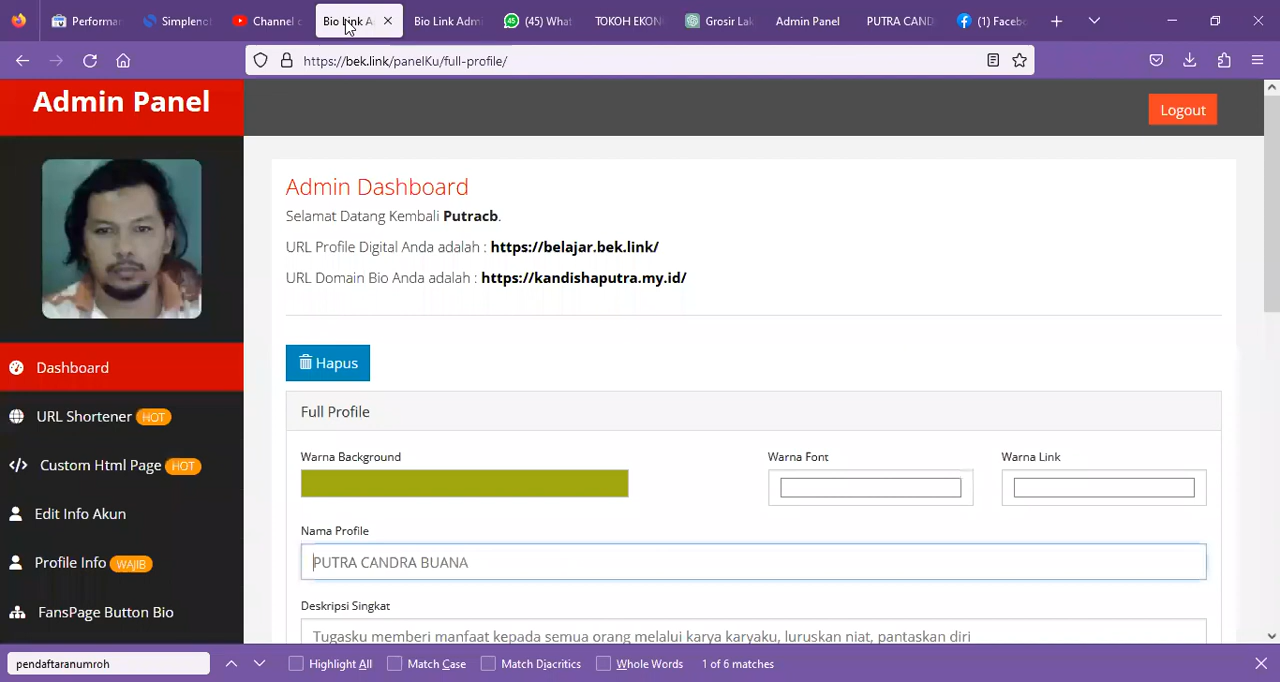 Performan
Simpleno
Channel c
Bio Link A
Bio Link Adm
(45) What
TOKOH EKON
Grosir Lak
Admin Panel
PUTRA CAND
(1) Facebo
https://bek.link/panelKu/full-profile/
Admin Panel
Logout
Admin Dashboard
Selamat Datang Kembali Putracb.
URL Profile Digital Anda adalah : https://belajar.bek.link/
URL Domain Bio Anda adalah : https://kandishaputra.my.id/
Hapus
Dashboard
URL Shortener HOT
Custom Html Page HOT
Edit Info Akun
Profile Info WAJIB
FansPage Button Bio
Full Profile
Warna Background
Warna Font
Warna Link
Nama Profile
PUTRA CANDRA BUANA
Deskripsi Singkat
Tugasku memberi manfaat kepada semua orang melalui karya karyaku, luruskan niat, pantaskan diri
pendaftaranumroh
Highlight All
Match Case
Match Diacritics
Whole Words
1 of 6 matches